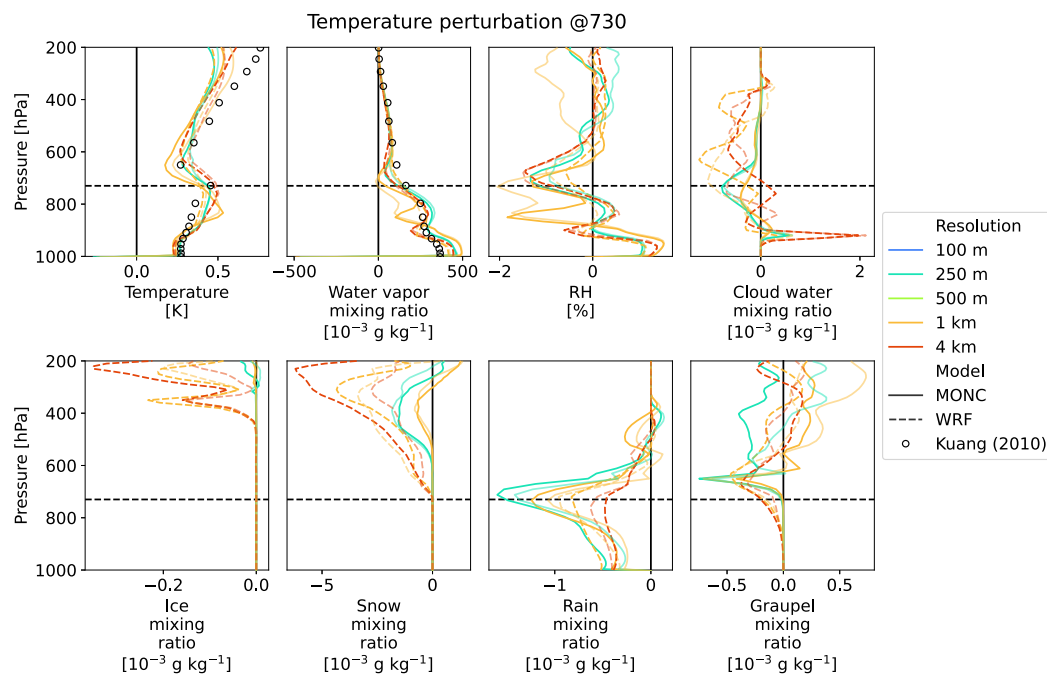 Temperature perturbation @730
200
400
600
800
1000
Pressure [hPa]
0.0 0.5
Temperature
[K]
−500 0 500
Water vapor
mixing ratio
[10⁻³ g kg⁻¹]
−2 0
RH
[%]
0 2
Cloud water
mixing ratio
[10⁻³ g kg⁻¹]
Resolution
100 m
250 m
500 m
1 km
4 km
Model
MONC
WRF
Kuang (2010)
200
400
600
800
1000
Pressure [hPa]
−0.2 0.0
Ice
mixing
ratio
[10⁻³ g kg⁻¹]
−5 0
Snow
mixing
ratio
[10⁻³ g kg⁻¹]
−1 0
Rain
mixing
ratio
[10⁻³ g kg⁻¹]
−0.5 0.0 0.5
Graupel
mixing
ratio
[10⁻³ g kg⁻¹]